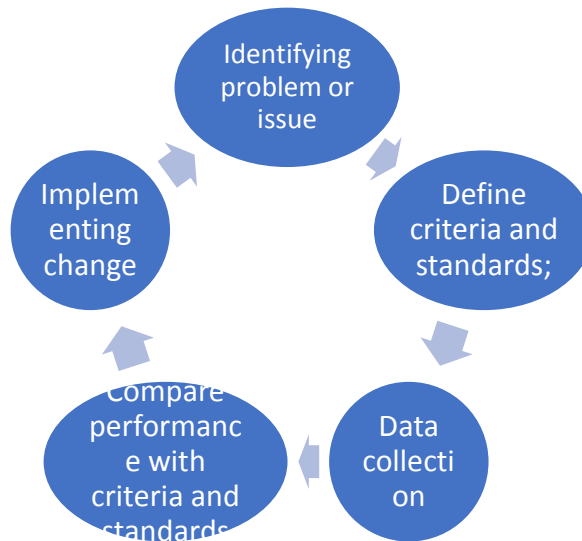 Identifying
problem or
issue
Define
criteria and
standards;
Data
collecti
on
Compare
performanc
e with
criteria and
standards
Implem
enting
change